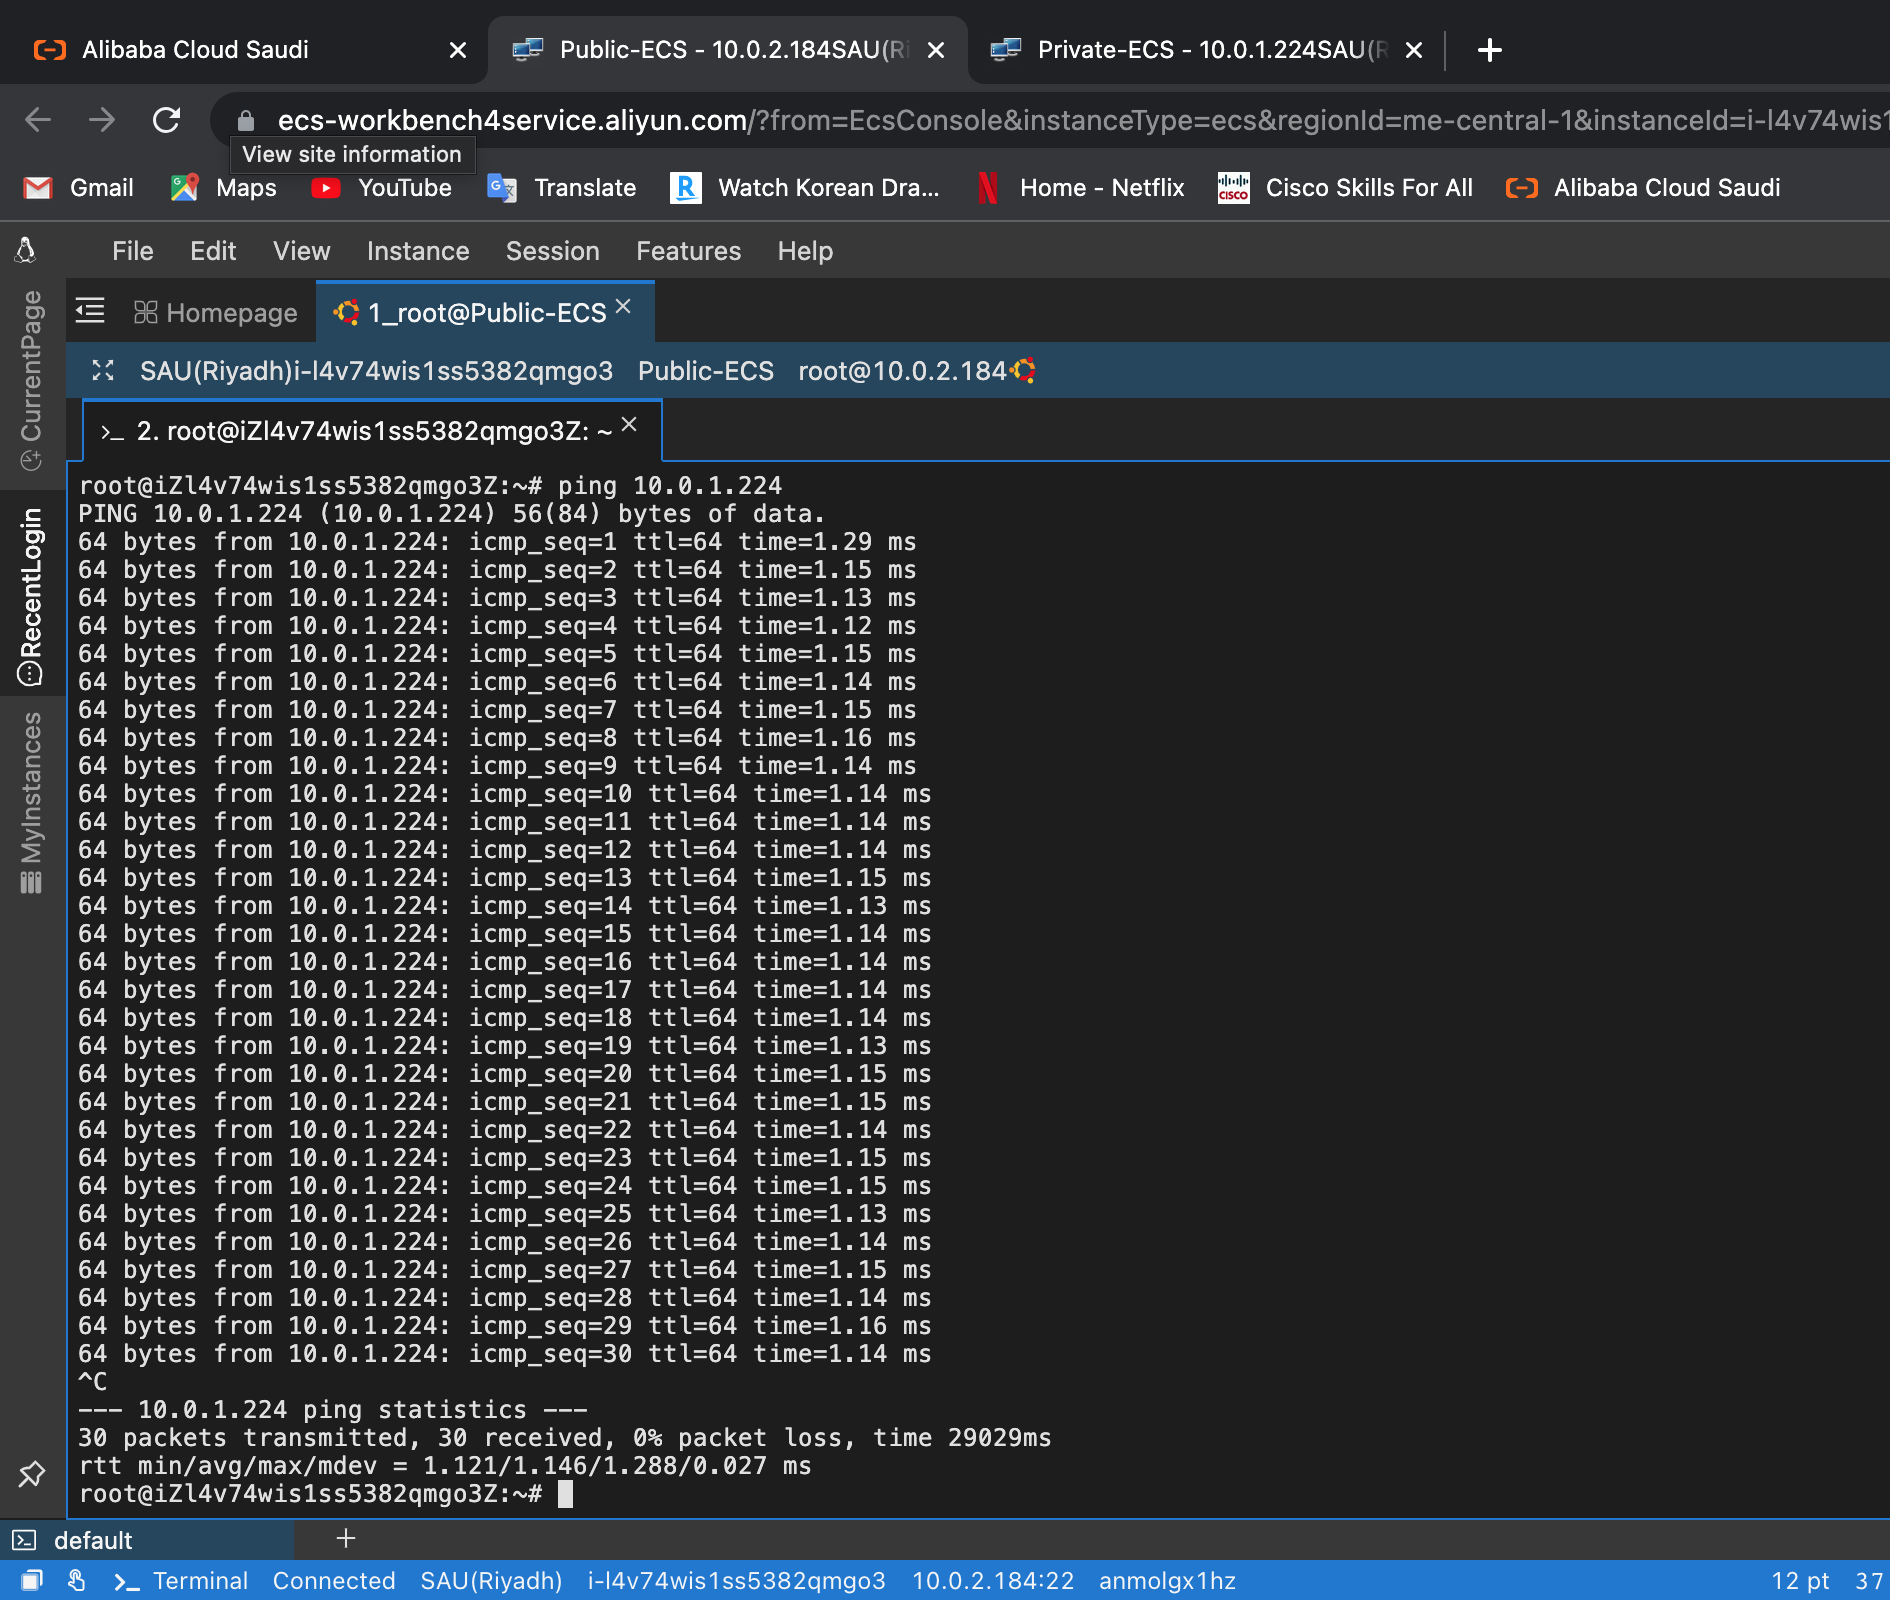 Alibaba Cloud Saudi
Public-ECS - 10.0.2.184SAU(Ri
Private-ECS - 10.0.1.224SAU(R
ecs-workbench4service.aliyun.com/?from=EcsConsole&instanceType=ecs&regionId=me-central-1&instanceId=i-l4v74wis1
View site information
Gmail Maps YouTube Translate Watch Korean Dra... Home - Netflix Cisco Skills For All Alibaba Cloud Saudi
File Edit View Instance Session Features Help
Homepage 1_root@Public-ECS
SAU(Riyadh)i-l4v74wis1ss5382qmgo3 Public-ECS root@10.0.2.184
CurrentPage
RecentLogin
MyInstances
2. root@iZl4v74wis1ss5382qmgo3Z: ~
root@iZl4v74wis1ss5382qmgo3Z:~# ping 10.0.1.224
PING 10.0.1.224 (10.0.1.224) 56(84) bytes of data.
64 bytes from 10.0.1.224: icmp_seq=1 ttl=64 time=1.29 ms
64 bytes from 10.0.1.224: icmp_seq=2 ttl=64 time=1.15 ms
64 bytes from 10.0.1.224: icmp_seq=3 ttl=64 time=1.13 ms
64 bytes from 10.0.1.224: icmp_seq=4 ttl=64 time=1.12 ms
64 bytes from 10.0.1.224: icmp_seq=5 ttl=64 time=1.15 ms
64 bytes from 10.0.1.224: icmp_seq=6 ttl=64 time=1.14 ms
64 bytes from 10.0.1.224: icmp_seq=7 ttl=64 time=1.15 ms
64 bytes from 10.0.1.224: icmp_seq=8 ttl=64 time=1.16 ms
64 bytes from 10.0.1.224: icmp_seq=9 ttl=64 time=1.14 ms
64 bytes from 10.0.1.224: icmp_seq=10 ttl=64 time=1.14 ms
64 bytes from 10.0.1.224: icmp_seq=11 ttl=64 time=1.14 ms
64 bytes from 10.0.1.224: icmp_seq=12 ttl=64 time=1.14 ms
64 bytes from 10.0.1.224: icmp_seq=13 ttl=64 time=1.15 ms
64 bytes from 10.0.1.224: icmp_seq=14 ttl=64 time=1.13 ms
64 bytes from 10.0.1.224: icmp_seq=15 ttl=64 time=1.14 ms
64 bytes from 10.0.1.224: icmp_seq=16 ttl=64 time=1.14 ms
64 bytes from 10.0.1.224: icmp_seq=17 ttl=64 time=1.14 ms
64 bytes from 10.0.1.224: icmp_seq=18 ttl=64 time=1.14 ms
64 bytes from 10.0.1.224: icmp_seq=19 ttl=64 time=1.13 ms
64 bytes from 10.0.1.224: icmp_seq=20 ttl=64 time=1.15 ms
64 bytes from 10.0.1.224: icmp_seq=21 ttl=64 time=1.15 ms
64 bytes from 10.0.1.224: icmp_seq=22 ttl=64 time=1.14 ms
64 bytes from 10.0.1.224: icmp_seq=23 ttl=64 time=1.15 ms
64 bytes from 10.0.1.224: icmp_seq=24 ttl=64 time=1.15 ms
64 bytes from 10.0.1.224: icmp_seq=25 ttl=64 time=1.13 ms
64 bytes from 10.0.1.224: icmp_seq=26 ttl=64 time=1.14 ms
64 bytes from 10.0.1.224: icmp_seq=27 ttl=64 time=1.15 ms
64 bytes from 10.0.1.224: icmp_seq=28 ttl=64 time=1.14 ms
64 bytes from 10.0.1.224: icmp_seq=29 ttl=64 time=1.16 ms
64 bytes from 10.0.1.224: icmp_seq=30 ttl=64 time=1.14 ms
^C
--- 10.0.1.224 ping statistics ---
30 packets transmitted, 30 received, 0% packet loss, time 29029ms
rtt min/avg/max/mdev = 1.121/1.146/1.288/0.027 ms
root@iZl4v74wis1ss5382qmgo3Z:~#
default
Terminal Connected SAU(Riyadh) i-l4v74wis1ss5382qmgo3 10.0.2.184:22 anmolgx1hz 12 pt 37